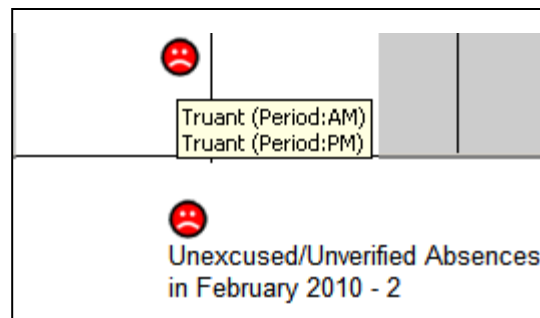 Truant (Period:AM)
Truant (Period:PM)
Unexcused/Unverified Absences
in February 2010 - 2